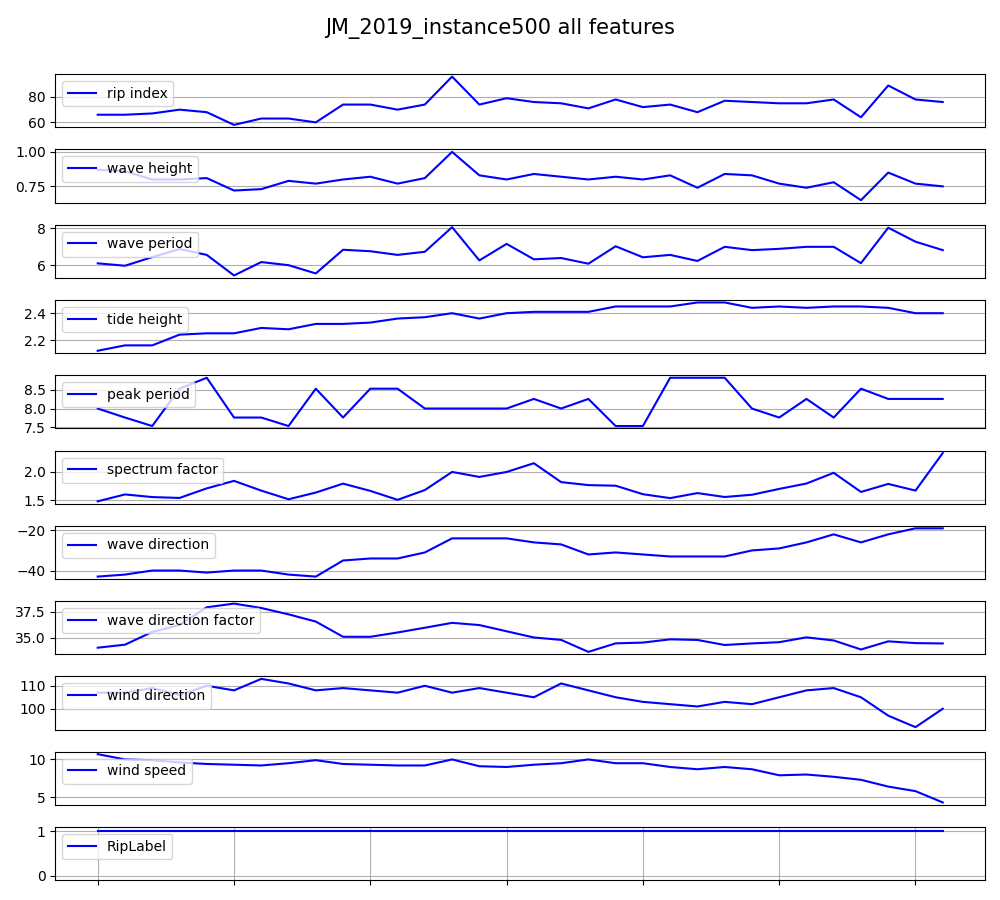 JM_2019_instance500 all features
80
60
rip index
1.00
0.75
wave height
8
6
wave period
2.4
2.2
tide height
8.5
8.0
7.5
peak period
2.0
1.5
spectrum factor
−20
−40
wave direction
37.5
35.0
wave direction factor
110
100
wind direction
10
5
wind speed
1
0
RipLabel